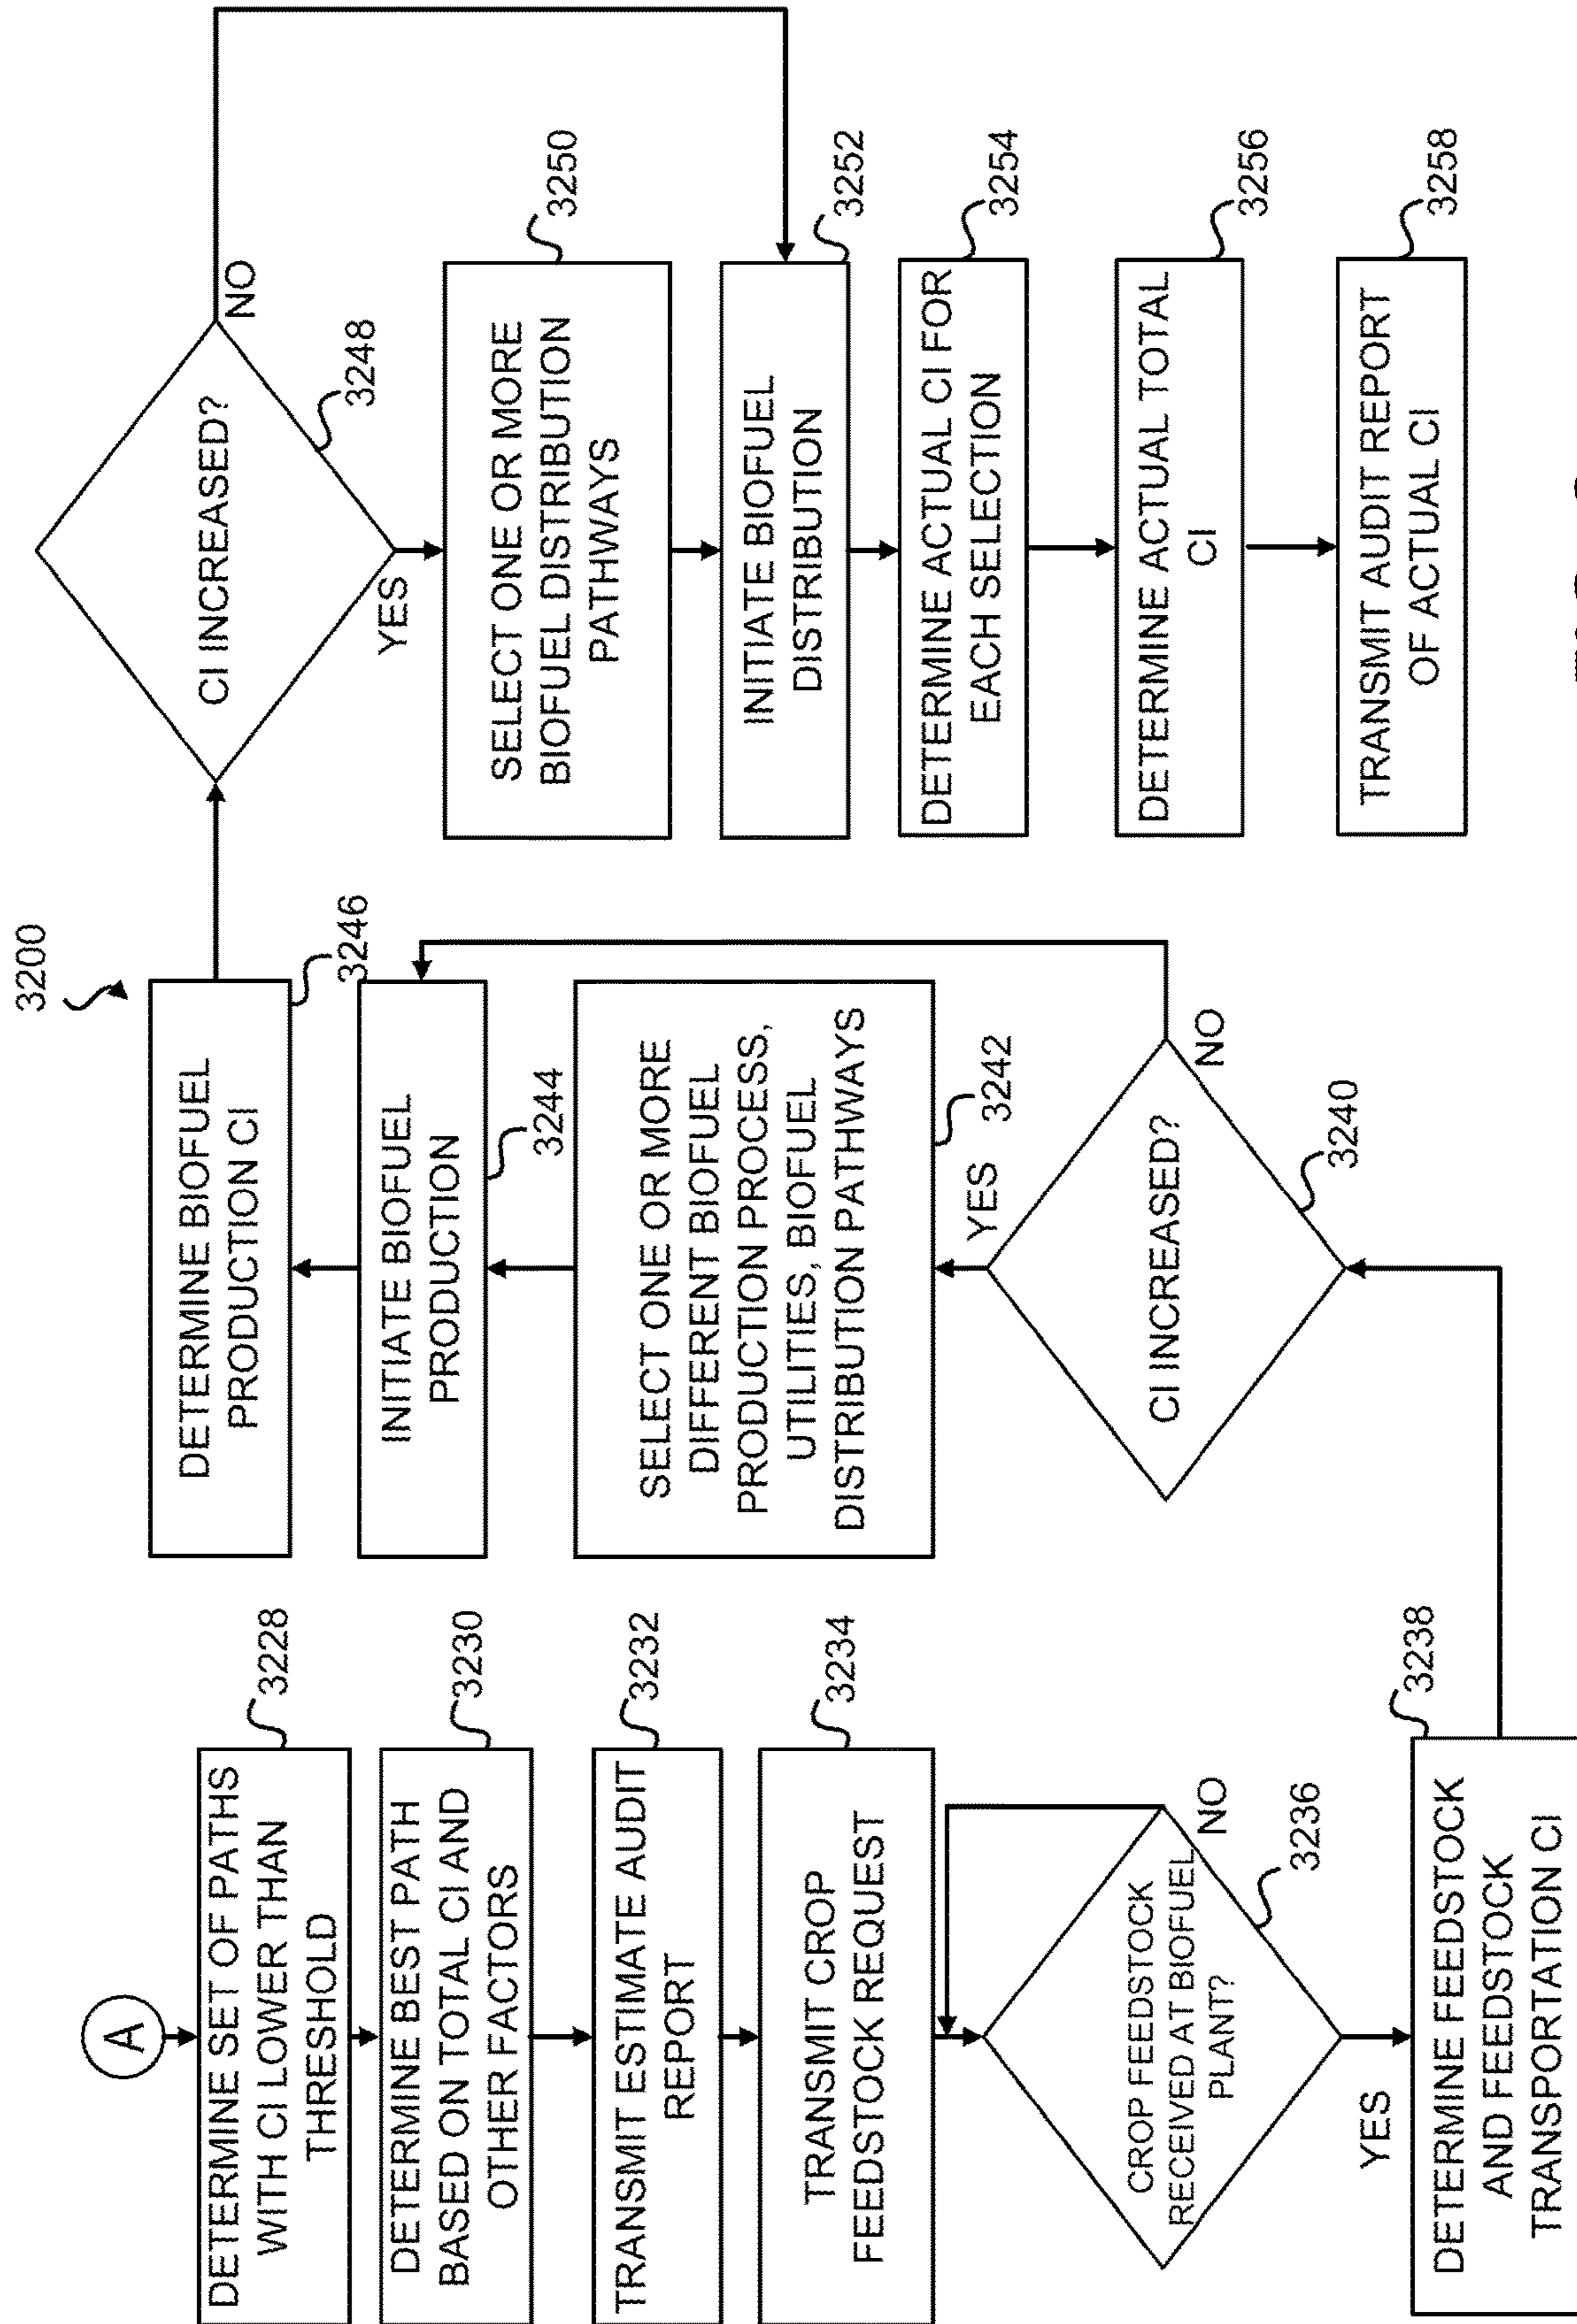 3200
A
DETERMINE SET OF PATHS
WITH CI LOWER THAN
THRESHOLD
3228
DETERMINE BEST PATH
BASED ON TOTAL CI AND
OTHER FACTORS
3230
TRANSMIT ESTIMATE AUDIT
REPORT
3232
TRANSMIT CROP
FEEDSTOCK REQUEST
3234
CROP FEEDSTOCK
RECEIVED AT BIOFUEL
PLANT?
NO
3236
YES
DETERMINE FEEDSTOCK
AND FEEDSTOCK
TRANSPORTATION CI
3238
DETERMINE BIOFUEL
PRODUCTION CI
3246
INITIATE BIOFUEL
PRODUCTION
3244
SELECT ONE OR MORE
DIFFERENT BIOFUEL
PRODUCTION PROCESS,
UTILITIES, BIOFUEL
DISTRIBUTION PATHWAYS
3242
YES
CI INCREASED?
NO
3240
CI INCREASED?
NO
3248
YES
SELECT ONE OR MORE
BIOFUEL DISTRIBUTION
PATHWAYS
3250
INITIATE BIOFUEL
DISTRIBUTION
3252
DETERMINE ACTUAL CI FOR
EACH SELECTION
3254
DETERMINE ACTUAL TOTAL
CI
3256
TRANSMIT AUDIT REPORT
OF ACTUAL CI
3258